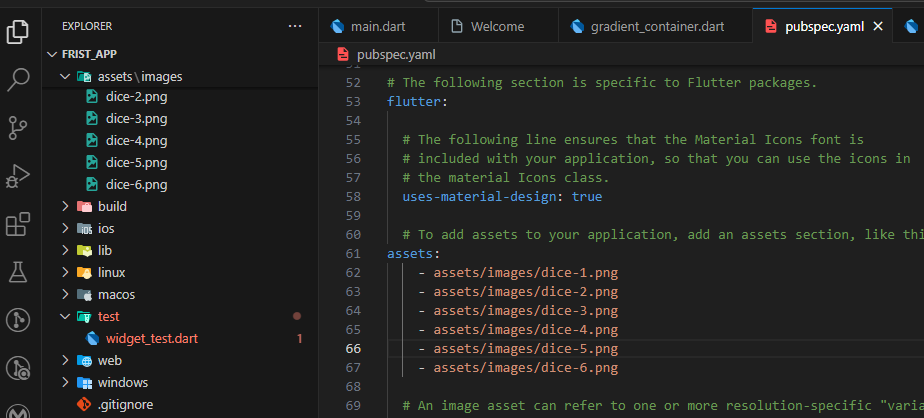 EXPLORER
FRIST_APP
assets\images
dice-2.png
dice-3.png
dice-4.png
dice-5.png
dice-6.png
build
ios
lib
linux
macos
test
widget_test.dart 1
web
windows
.gitignore
main.dart Welcome gradient_container.dart pubspec.yaml
pubspec.yaml
52 # The following section is specific to Flutter packages.
53 flutter:
54
55 # The following line ensures that the Material Icons font is
56 # included with your application, so that you can use the icons in
57 # the material Icons class.
58 uses-material-design: true
59
60 # To add assets to your application, add an assets section, like thi
61 assets:
62 - assets/images/dice-1.png
63 - assets/images/dice-2.png
64 - assets/images/dice-3.png
65 - assets/images/dice-4.png
66 - assets/images/dice-5.png
67 - assets/images/dice-6.png
68
69 # An image asset can refer to one or more resolution-specific "varia